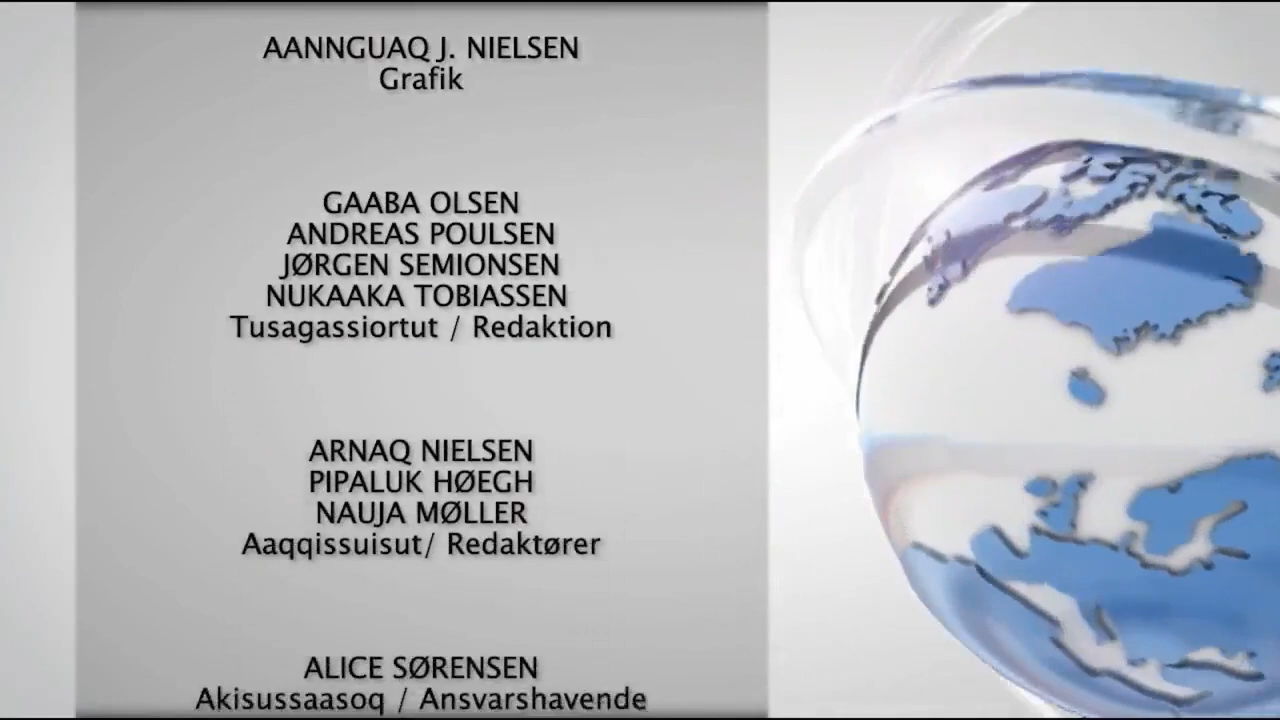 AANNGUAQ J. NIELSEN
Grafik
GAABA OLSEN
ANDREAS POULSEN
JØRGEN SEMIONSEN
NUKAAKA TOBIASSEN
Tusagassiortut / Redaktion
ARNAQ NIELSEN
PIPALUK HØEGH
NAUJA MØLLER
Aaqqissuisut/ Redaktører
ALICE SØRENSEN
Akisussaasoq / Ansvarshavende